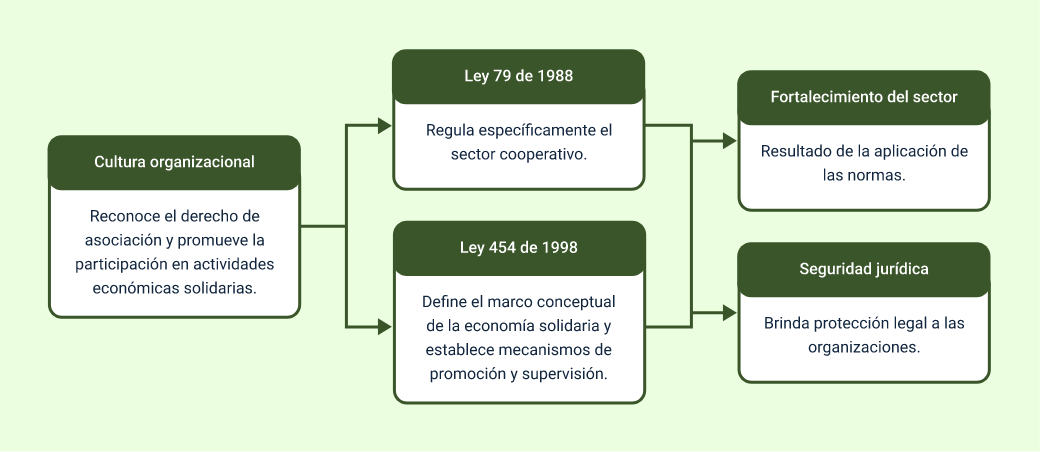 Cultura organizacional
Reconoce el derecho de
asociación y promueve la
participación en actividades
económicas solidarias.
Ley 79 de 1988
Regula específicamente el
sector cooperativo.
Ley 454 de 1998
Define el marco conceptual
de la economía solidaria y
establece mecanismos de
promoción y supervisión.
Fortalecimiento del sector
Resultado de la aplicación de
las normas.
Seguridad jurídica
Brinda protección legal a las
organizaciones.